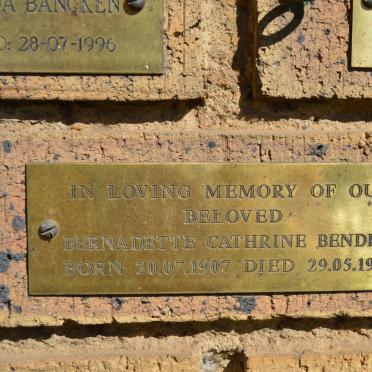 A BANCKEN
28-07-1996
IN LOVING MEMORY OF OU
BELOVED
BERNADETTE CATHRINE BENDE
BORN 20.07.1907 DIED 29.05.19